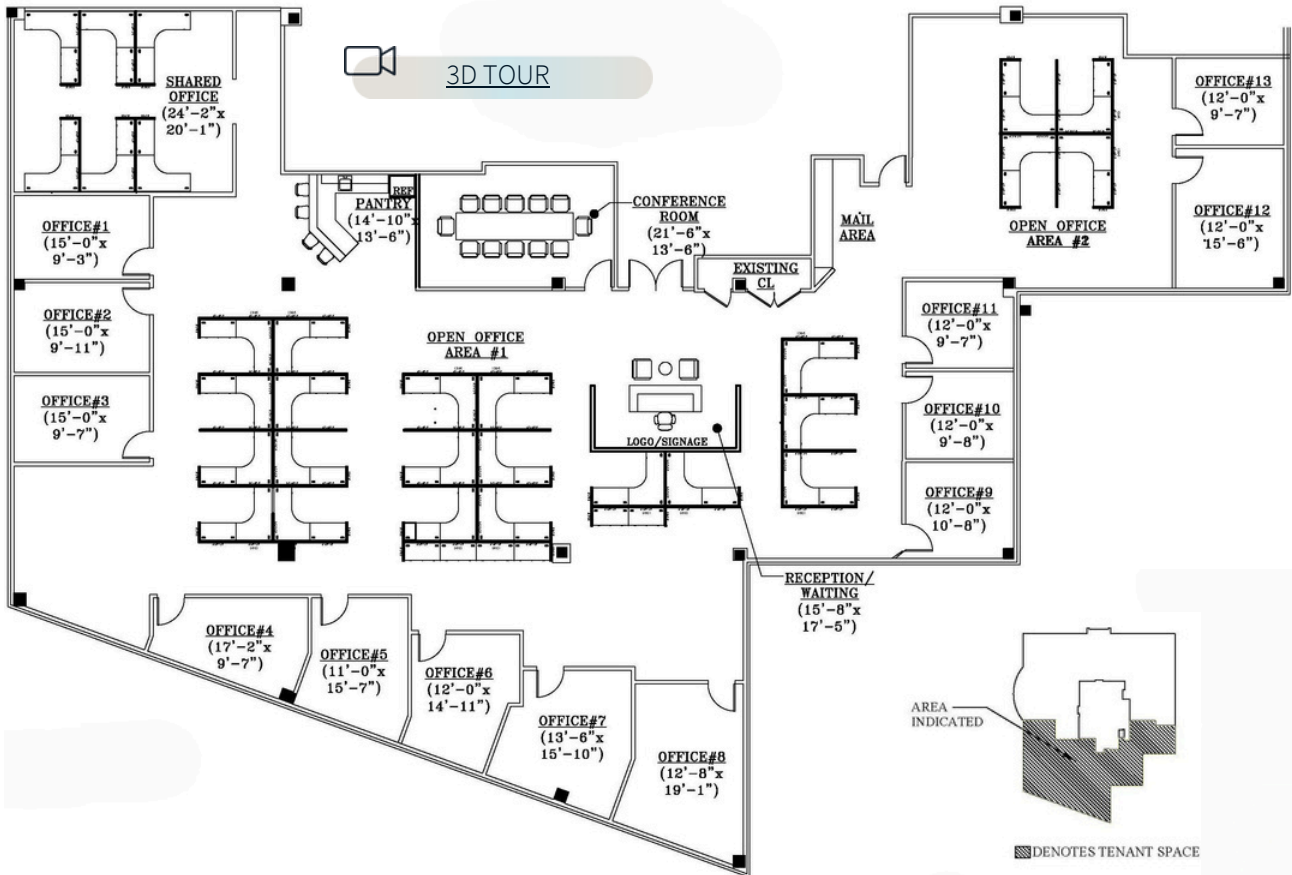 3D TOUR
SHARED
OFFICE
(24'-2"x
20'-1")
OFFICE#13
(12'-0"x
9'-7")
REF
PANTRY
(14'-10"x
13'-6")
CONFERENCE
ROOM
(21'-6"x
13'-6")
MAIL
AREA
OPEN OFFICE
AREA #2
OFFICE#12
(12'-0"x
15'-6")
OFFICE#1
(15'-0"x
9'-3")
EXISTING
CL
OFFICE#2
(15'-0"x
9'-11")
OPEN OFFICE
AREA #1
OFFICE#11
(12'-0"x
9'-7")
OFFICE#3
(15'-0"x
9'-7")
LOGO/SIGNAGE
OFFICE#10
(12'-0"x
9'-8")
OFFICE#9
(12'-0"x
10'-8")
RECEPTION/
WAITING
(15'-8"x
17'-5")
OFFICE#4
(17'-2"x
9'-7")
OFFICE#5
(11'-0"x
15'-7")
OFFICE#6
(12'-0"x
14'-11")
OFFICE#7
(13'-6"x
15'-10")
OFFICE#8
(12'-8"x
19'-1")
AREA
INDICATED
DENOTES TENANT SPACE